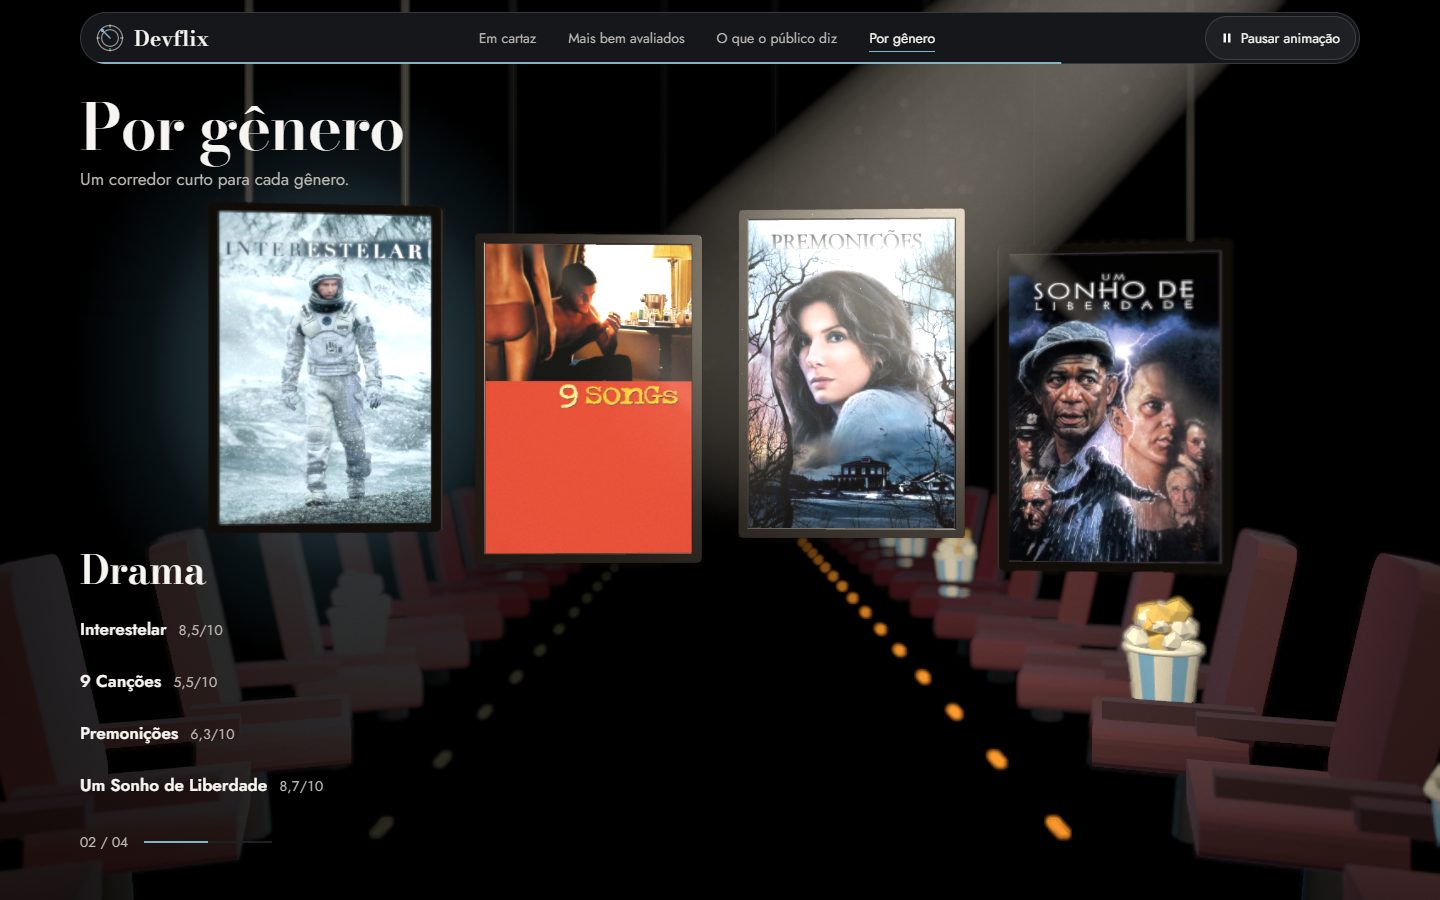 Devflix
Em cartaz
Mais bem avaliados
O que o público diz
Por gênero
Pausar animação
Por gênero
Um corredor curto para cada gênero.
INTERESTELAR
9 SONGS
PREMONIÇÕES
UM
SONHO DE
LIBERDADE
Drama
Interestelar 8,5/10
9 Canções 5,5/10
Premonições 6,3/10
Um Sonho de Liberdade 8,7/10
02 / 04